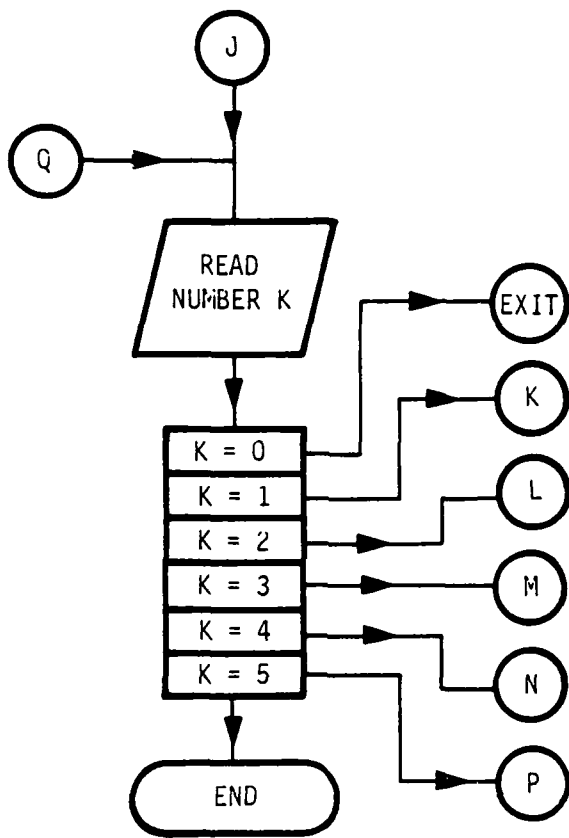 J
Q
READ
NUMBER K
EXIT
K
K = 0
K = 1
L
K = 2
K = 3
M
K = 4
N
K = 5
END
P